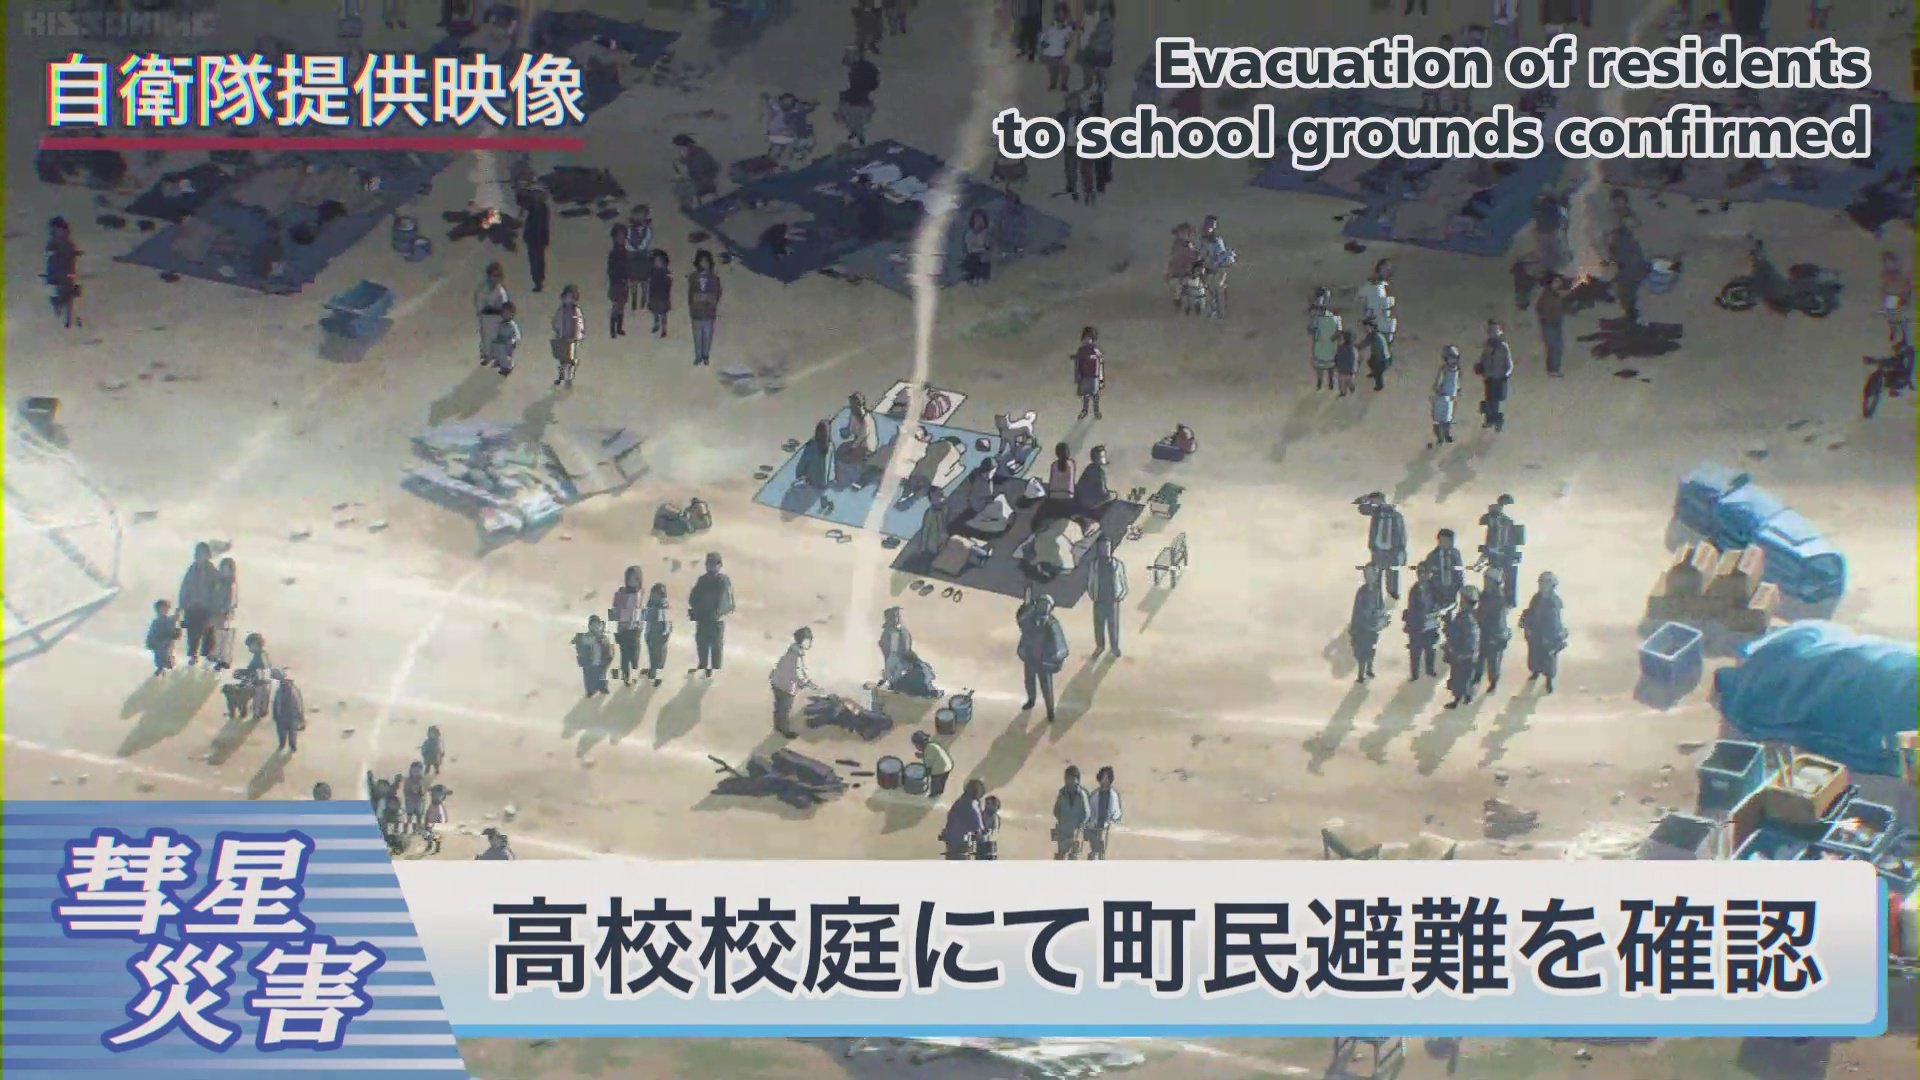 KISSUNIME
自衛隊提供映像
Evacuation of residents
to school grounds confirmed
彗星
災害
高校校庭にて町民避難を確認